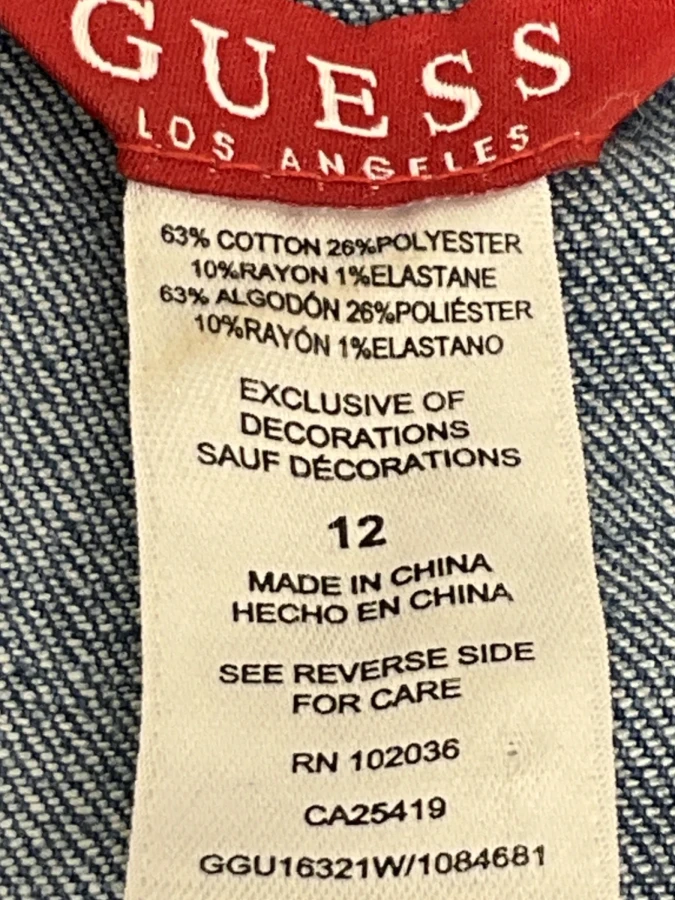 GUESS
LOS ANGELES
63% COTTON 26%POLYESTER
10%RAYON 1%ELASTANE
63% ALGODÓN 26%POLIÉSTER
10%RAYÓN 1%ELASTANO
EXCLUSIVE OF
DECORATIONS
SAUF DÉCORATIONS
12
MADE IN CHINA
HECHO EN CHINA
SEE REVERSE SIDE
FOR CARE
RN 102036
CA25419
GGU16321W/1084681